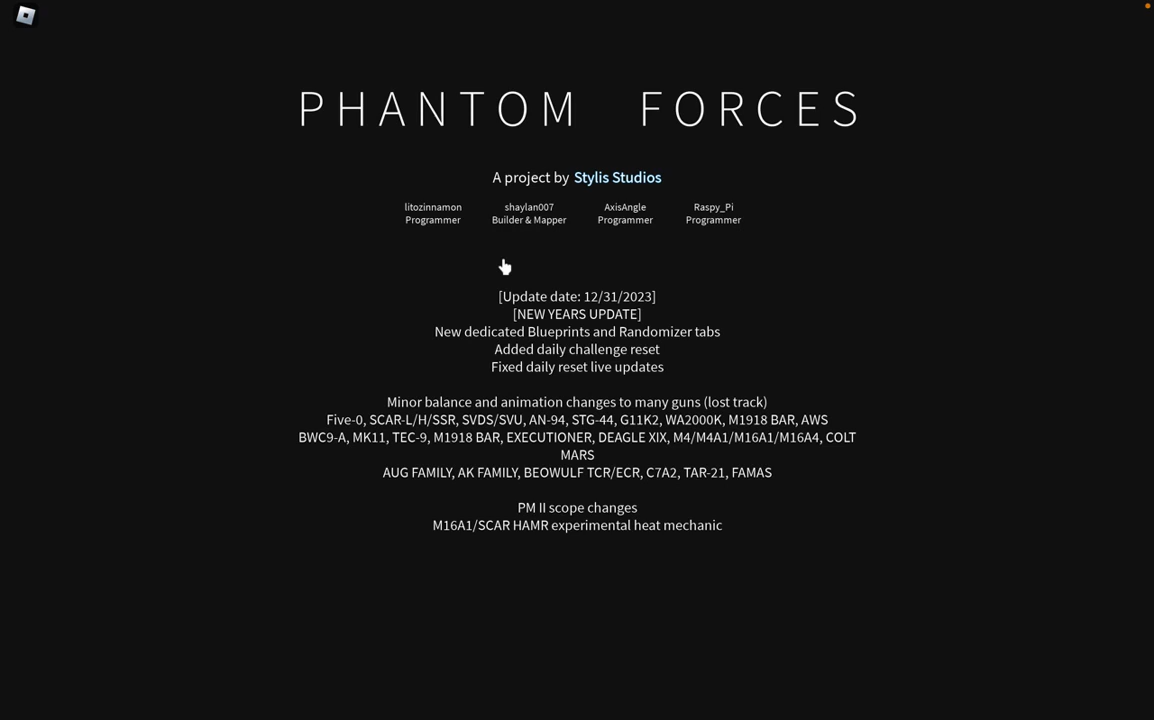 PHANTOM FORCES
A project by Stylis Studios
litozinnamon shaylan007 AxisAngle Raspy_Pi
Programmer Builder & Mapper Programmer Programmer
[Update date: 12/31/2023]
[NEW YEARS UPDATE]
New dedicated Blueprints and Randomizer tabs
Added daily challenge reset
Fixed daily reset live updates
Minor balance and animation changes to many guns (lost track)
Five-0, SCAR-L/H/SSR, SVDS/SVU, AN-94, STG-44, G11K2, WA2000K, M1918 BAR, AWS
BWC9-A, MK11, TEC-9, M1918 BAR, EXECUTIONER, DEAGLE XIX, M4/M4A1/M16A1/M16A4, COLT
MARS
AUG FAMILY, AK FAMILY, BEOWULF TCR/ECR, C7A2, TAR-21, FAMAS
PM II scope changes
M16A1/SCAR HAMR experimental heat mechanic